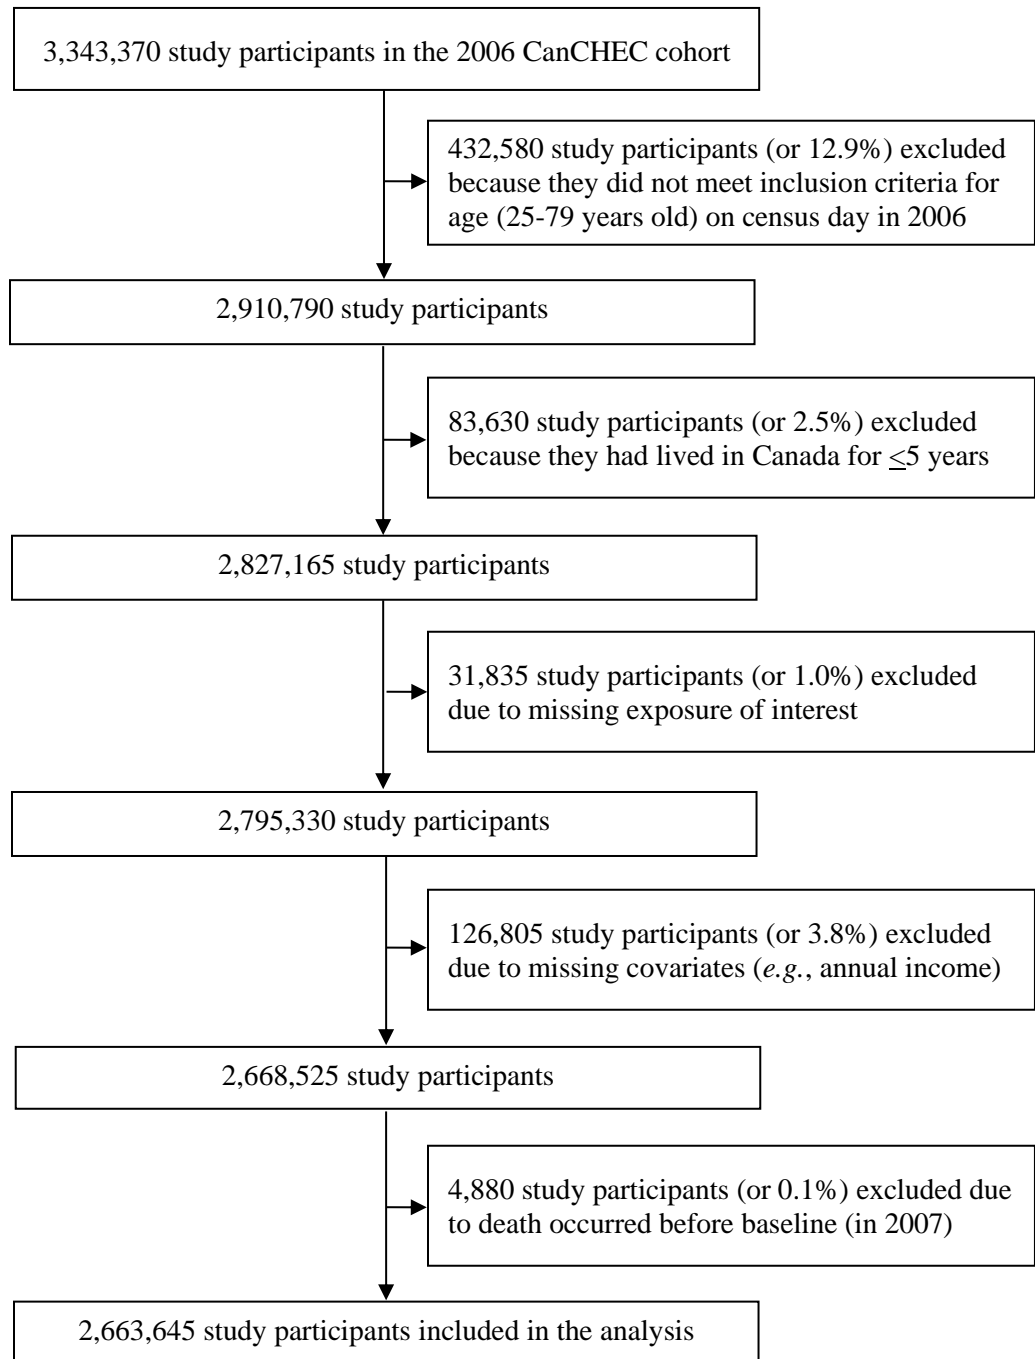 3,343,370 study participants in the 2006 CanCHEC cohort
432,580 study participants (or 12.9%) excluded
because they did not meet inclusion criteria for
age (25-79 years old) on census day in 2006
2,910,790 study participants
83,630 study participants (or 2.5%) excluded
because they had lived in Canada for ≤5 years
2,827,165 study participants
31,835 study participants (or 1.0%) excluded
due to missing exposure of interest
2,795,330 study participants
126,805 study participants (or 3.8%) excluded
due to missing covariates (e.g., annual income)
2,668,525 study participants
4,880 study participants (or 0.1%) excluded due
to death occurred before baseline (in 2007)
2,663,645 study participants included in the analysis